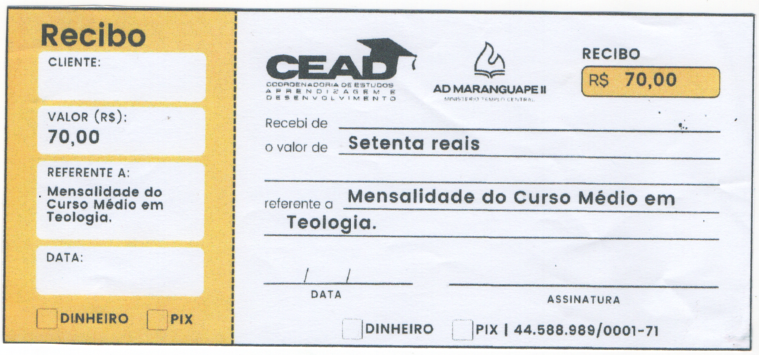 Recibo
CLIENTE:
VALOR (R$):
70,00
REFERENTE A:
Mensalidade do
Curso Médio em
Teologia.
DATA:
DINHEIRO PIX
CEAD
COORDENADORIA DE ESTUDOS
APRENDIZAGEM E
DESENVOLVIMENTO
AD MARANGUAPE II
MINISTÉRIO TEMPLO CENTRAL
RECIBO
R$ 70,00
Recebi de
o valor de Setenta reais
referente a Mensalidade do Curso Médio em
Teologia.
/ /
DATA
ASSINATURA
DINHEIRO PIX | 44.588.989/0001-71